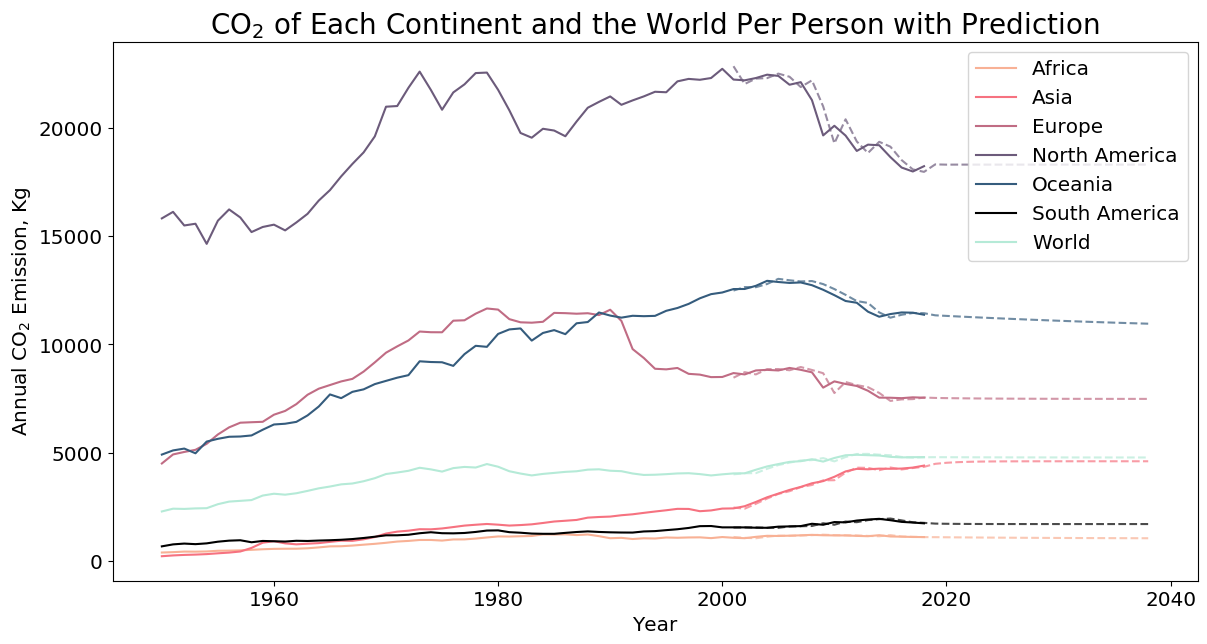 CO₂ of Each Continent and the World Per Person with Prediction
Africa
Asia
Europe
North America
Oceania
South America
World
Annual CO₂ Emission, Kg
20000
15000
10000
5000
0
1960
1980
2000
2020
2040
Year